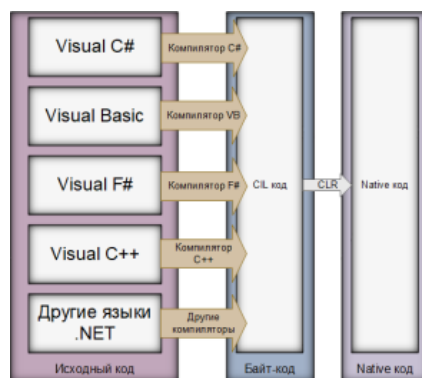 Visual C#
Компилятор C#
Visual Basic
Компилятор VB
Visual F#
Компилятор F#
CIL код
CLR
Native код
Visual C++
Компилятор
C++
Другие языки
.NET
Другие
компиляторы
Исходный код
Байт-код
Native код